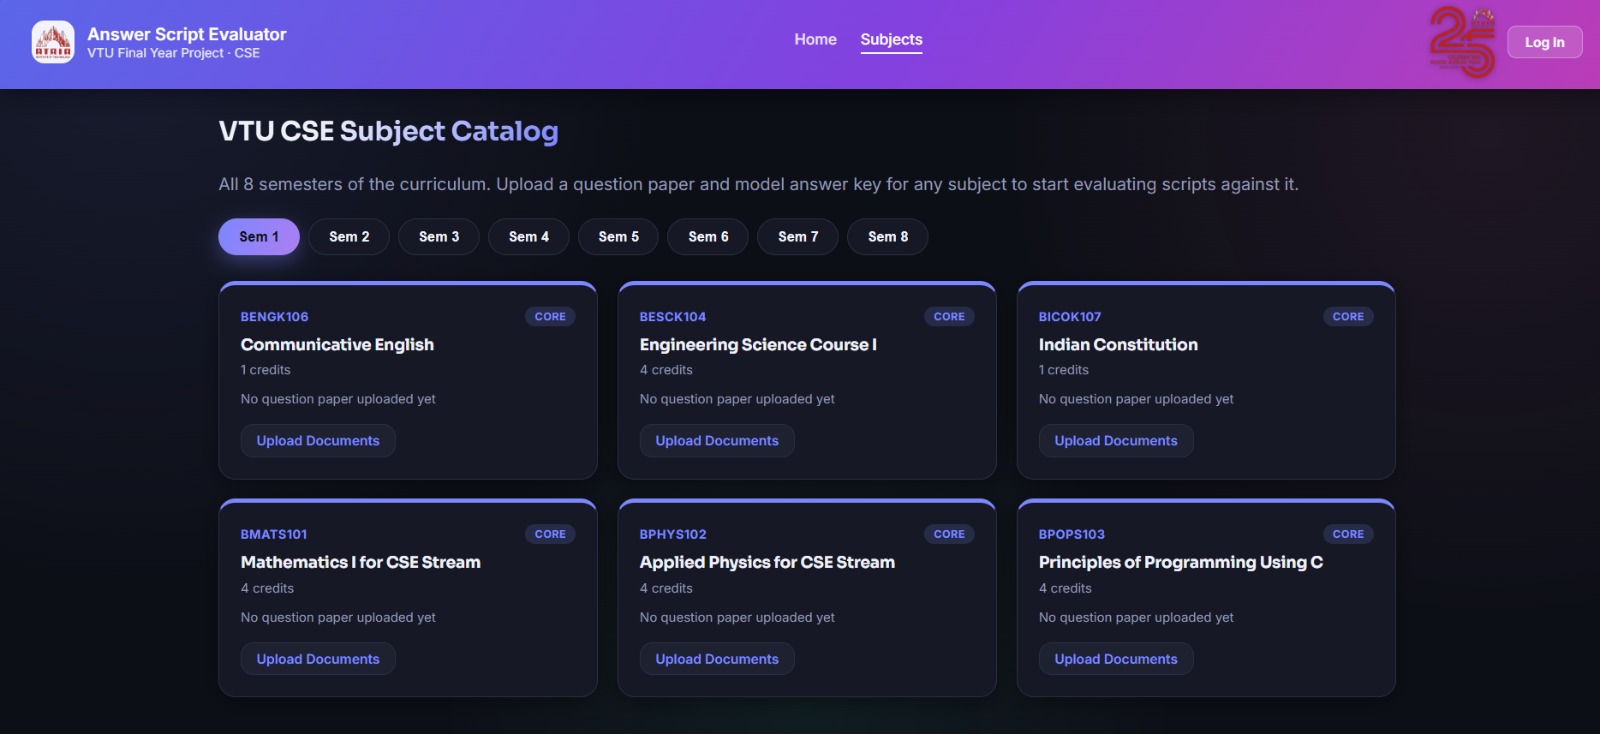 ATRIA
Answer Script Evaluator
VTU Final Year Project · CSE
Home
Subjects
25
Log In
VTU CSE Subject Catalog
All 8 semesters of the curriculum. Upload a question paper and model answer key for any subject to start evaluating scripts against it.
Sem 1
Sem 2
Sem 3
Sem 4
Sem 5
Sem 6
Sem 7
Sem 8
BENGK106
CORE
Communicative English
1 credits
No question paper uploaded yet
Upload Documents
BESCK104
CORE
Engineering Science Course I
4 credits
No question paper uploaded yet
Upload Documents
BICOK107
CORE
Indian Constitution
1 credits
No question paper uploaded yet
Upload Documents
BMATS101
CORE
Mathematics I for CSE Stream
4 credits
No question paper uploaded yet
Upload Documents
BPHYS102
CORE
Applied Physics for CSE Stream
4 credits
No question paper uploaded yet
Upload Documents
BPOPS103
CORE
Principles of Programming Using C
4 credits
No question paper uploaded yet
Upload Documents